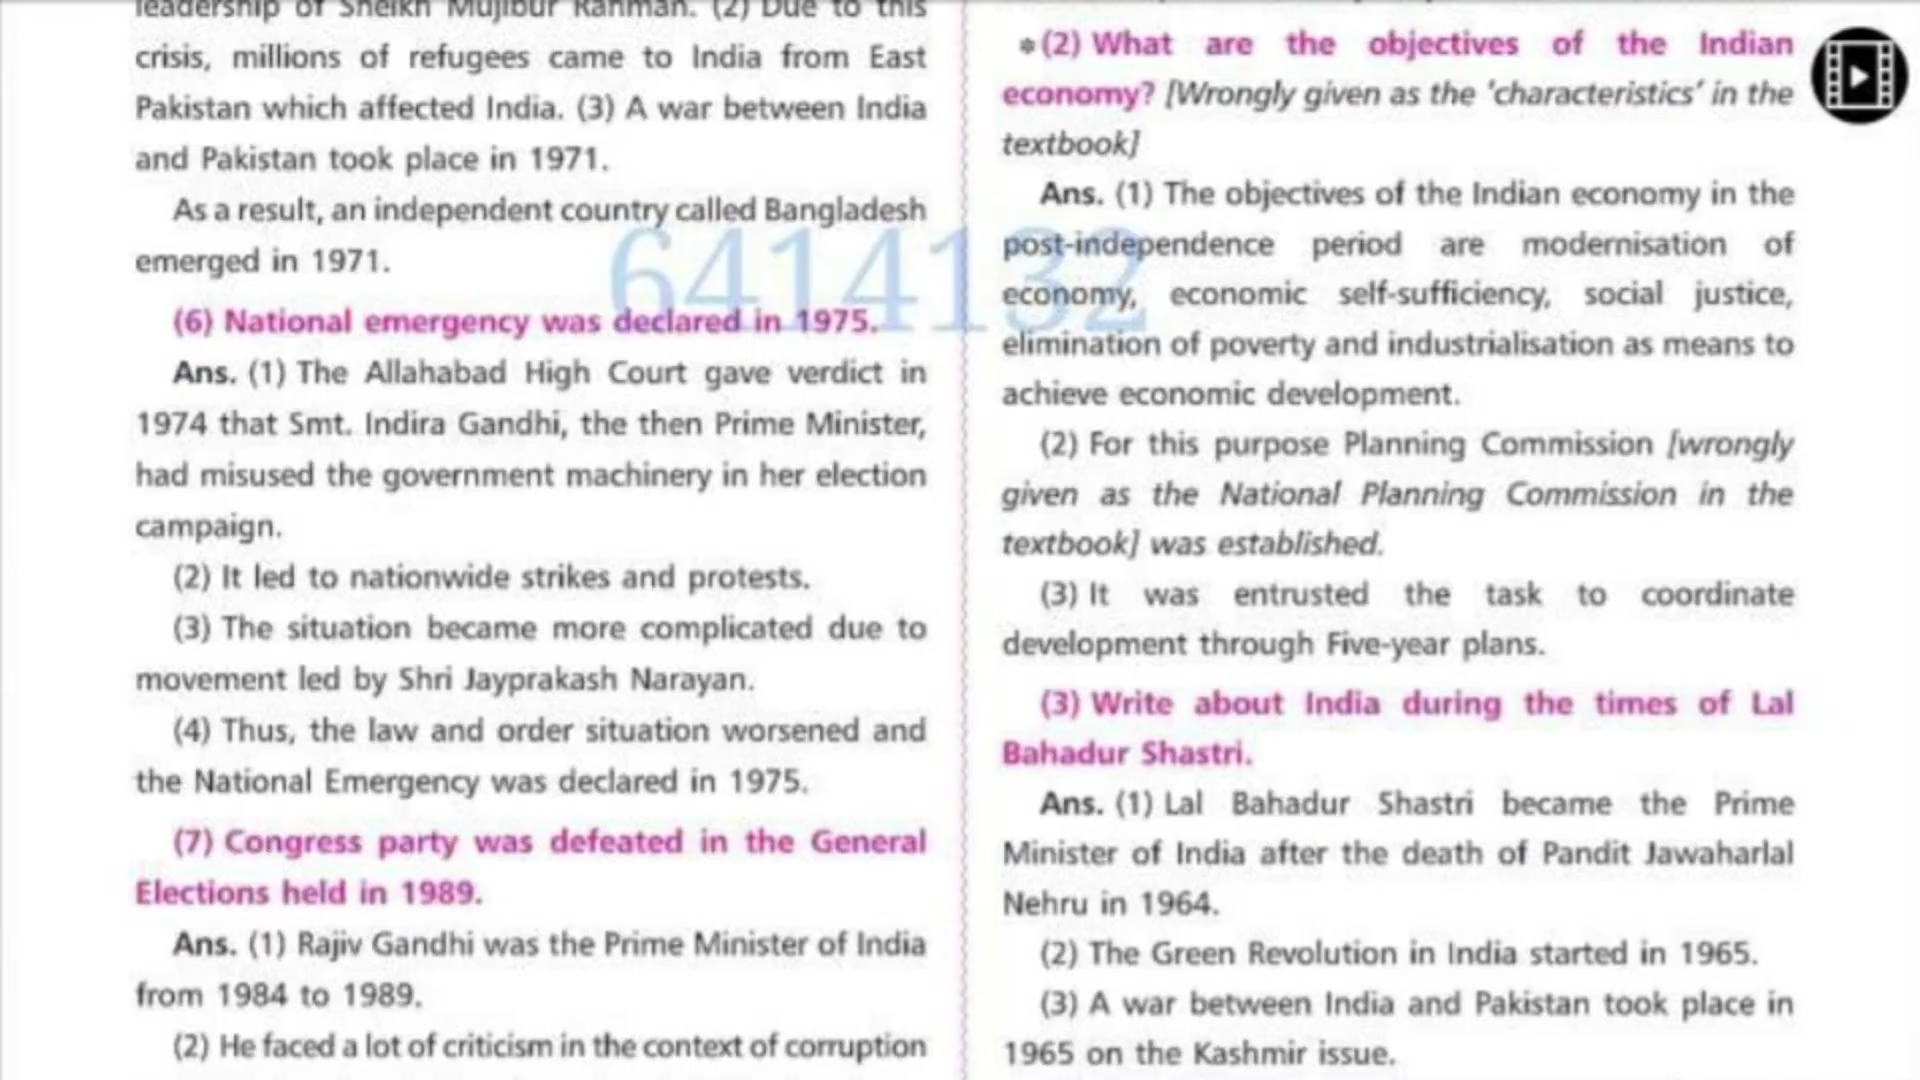 leadership of Sheikh Mujibur Rahman. (2) Due to this
crisis, millions of refugees came to India from East
Pakistan which affected India. (3) A war between India
and Pakistan took place in 1971.
As a result, an independent country called Bangladesh
emerged in 1971.
(6) National emergency was declared in 1975.
Ans. (1) The Allahabad High Court gave verdict in
1974 that Smt. Indira Gandhi, the then Prime Minister,
had misused the government machinery in her election
campaign.
(2) It led to nationwide strikes and protests.
(3) The situation became more complicated due to
movement led by Shri Jayprakash Narayan.
(4) Thus, the law and order situation worsened and
the National Emergency was declared in 1975.
(7) Congress party was defeated in the General
Elections held in 1989.
Ans. (1) Rajiv Gandhi was the Prime Minister of India
from 1984 to 1989.
(2) He faced a lot of criticism in the context of corruption
*(2) What are the objectives of the Indian
economy? [Wrongly given as the 'characteristics' in the
textbook]
Ans. (1) The objectives of the Indian economy in the
post-independence period are modernisation of
economy, economic self-sufficiency, social justice,
elimination of poverty and industrialisation as means to
achieve economic development.
(2) For this purpose Planning Commission [wrongly
given as the National Planning Commission in the
textbook] was established.
(3) It was entrusted the task to coordinate
development through Five-year plans.
(3) Write about India during the times of Lal
Bahadur Shastri.
Ans. (1) Lal Bahadur Shastri became the Prime
Minister of India after the death of Pandit Jawaharlal
Nehru in 1964.
(2) The Green Revolution in India started in 1965.
(3) A war between India and Pakistan took place in
1965 on the Kashmir issue.
6414132